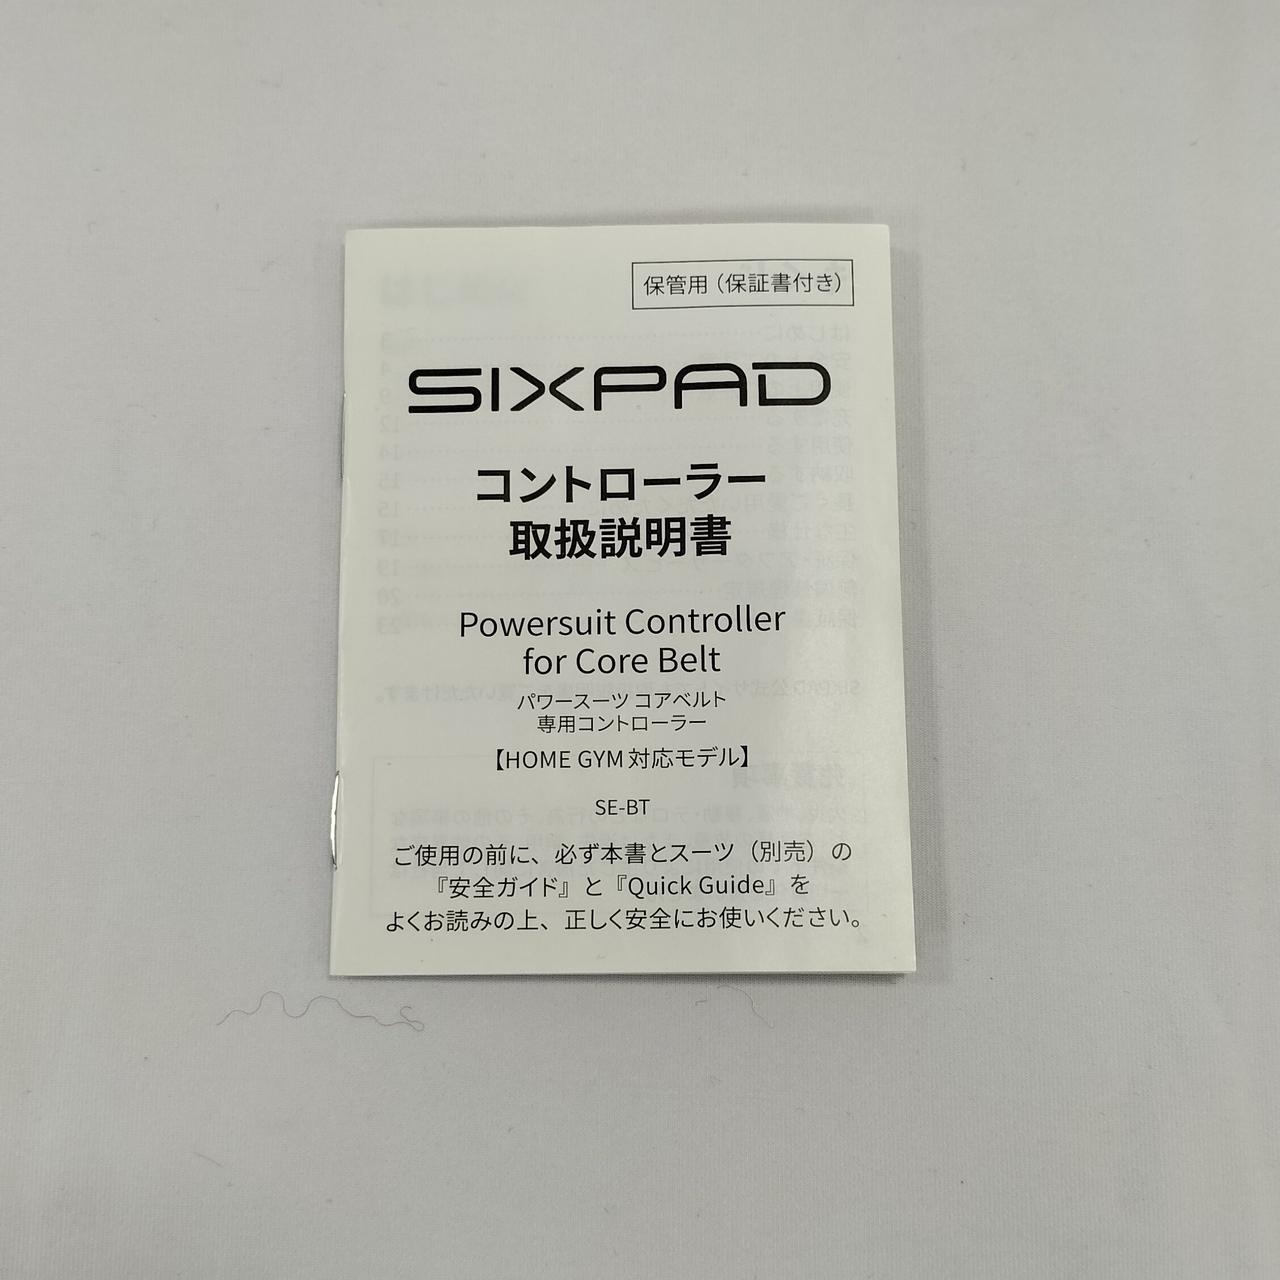 保管用（保証書付き）
SIXPAD
コントローラー
取扱説明書
Powersuit Controller
for Core Belt
パワースーツ コアベルト
専用コントローラー
【HOME GYM対応モデル】
SE-BT
ご使用の前に、必ず本書とスーツ（別売）の
『安全ガイド』と『Quick Guide』を
よくお読みの上、正しく安全にお使いください。